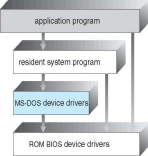 application program
resident system program
MS-DOS device drivers
ROM BIOS device drivers